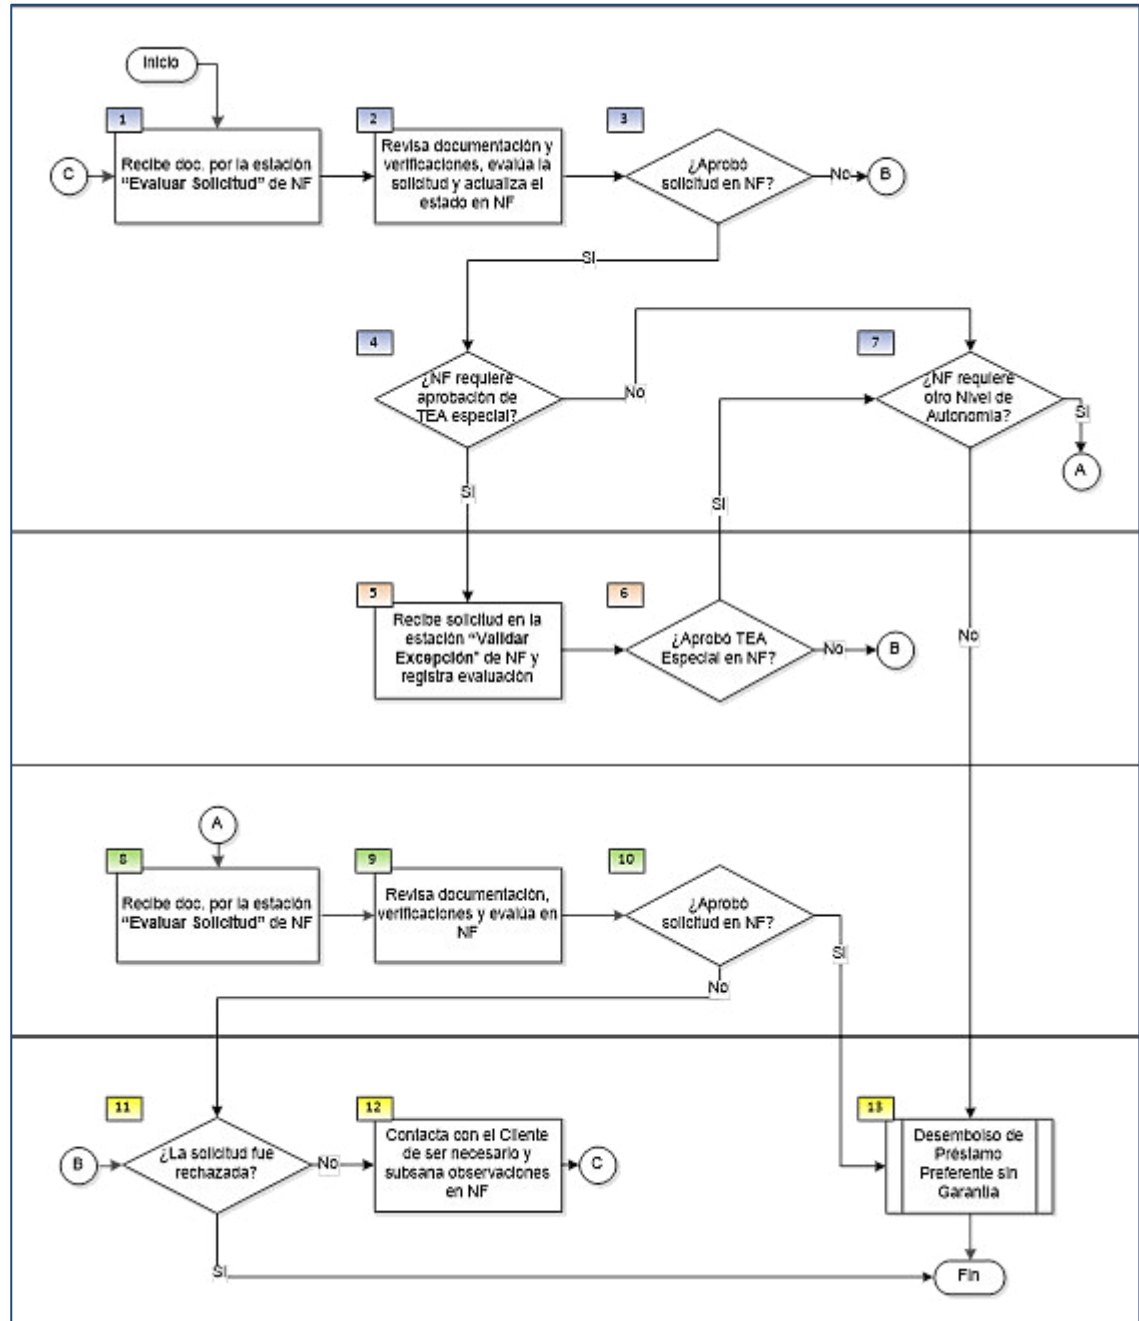 Inicio
1
2
3
C
Recibe doc. por la estación
"Evaluar Solicitud" de NF
Revisa documentación y
verificaciones, evalúa la
solicitud y actualiza el
estado en NF
¿Aprobó
solicitud en NF?
No
B
SI
4
7
¿NF requiere
aprobación de
TEA especial?
No
¿NF requiere
otro Nivel de
Autonomía?
SI
A
SI
SI
5
6
Recibe solicitud en la
estación "Validar
Excepción" de NF y
registra evaluación
¿Aprobó TEA
Especial en NF?
No
B
No
A
8
9
10
Recibe doc. por la estación
"Evaluar Solicitud" de NF
Revisa documentación,
verificaciones y evalúa en
NF
¿Aprobó
solicitud en NF?
SI
No
11
12
13
B
¿La solicitud fue
rechazada?
No
Contacta con el Cliente
de ser necesario y
subsana observaciones
en NF
C
Desembolso de
Préstamo
Preferente sin
Garantía
SI
Fin